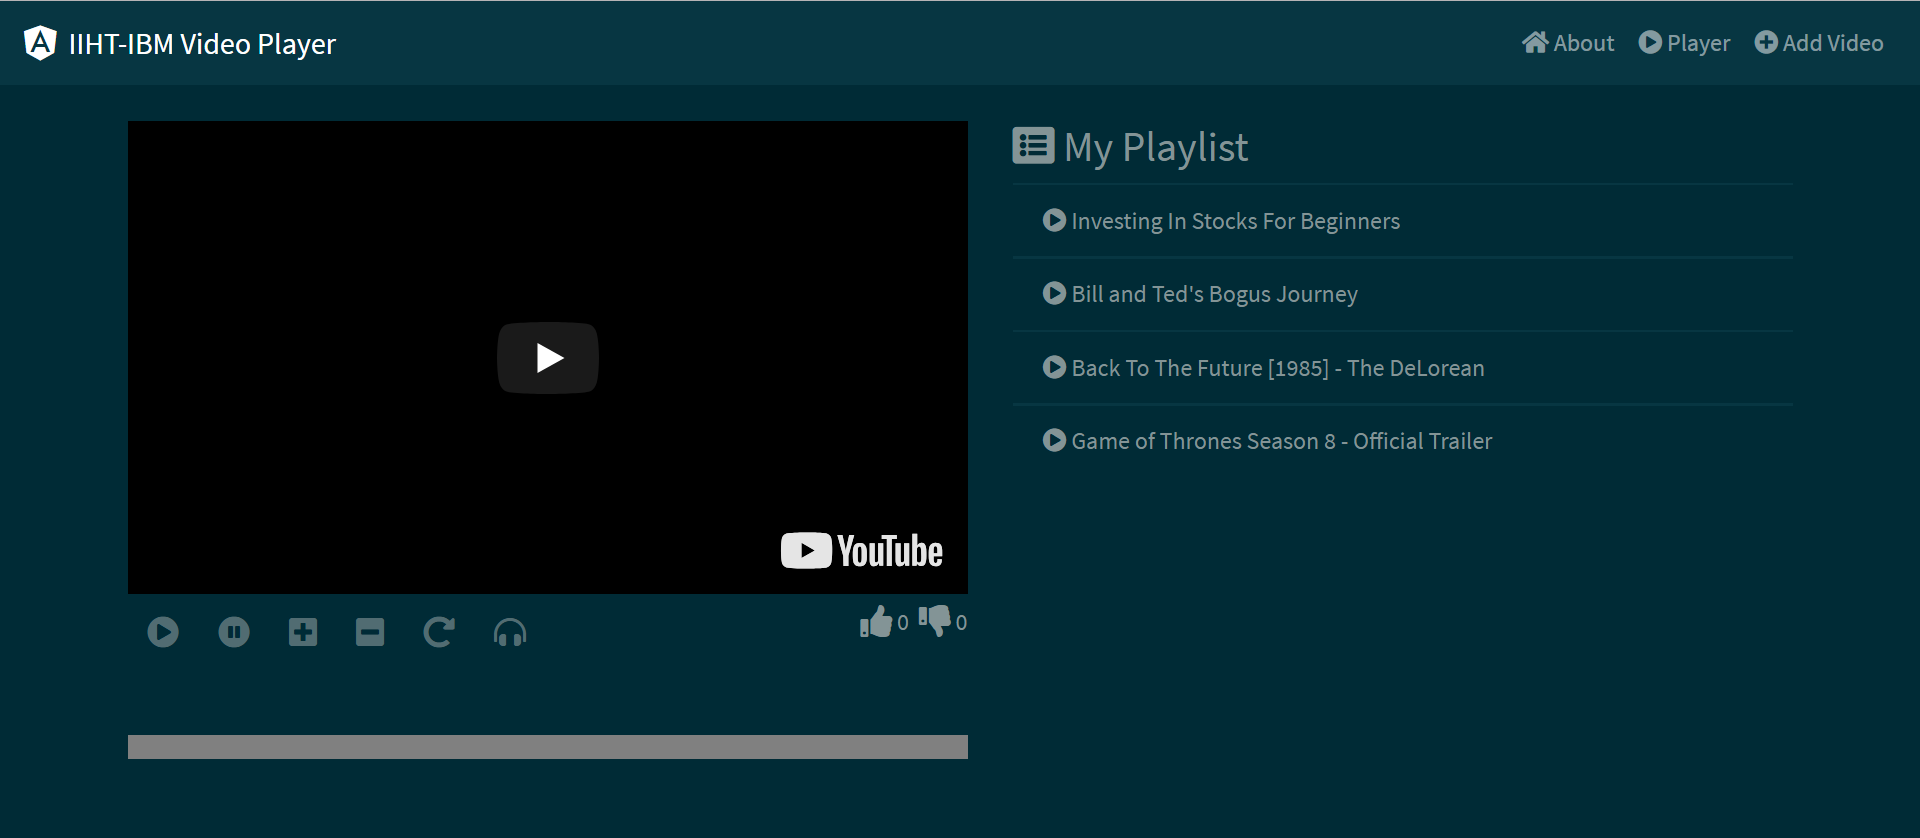 IIHT-IBM Video Player
About Player Add Video
My Playlist
Investing In Stocks For Beginners
Bill and Ted's Bogus Journey
Back To The Future [1985] - The DeLorean
Game of Thrones Season 8 - Official Trailer
YouTube
0 0